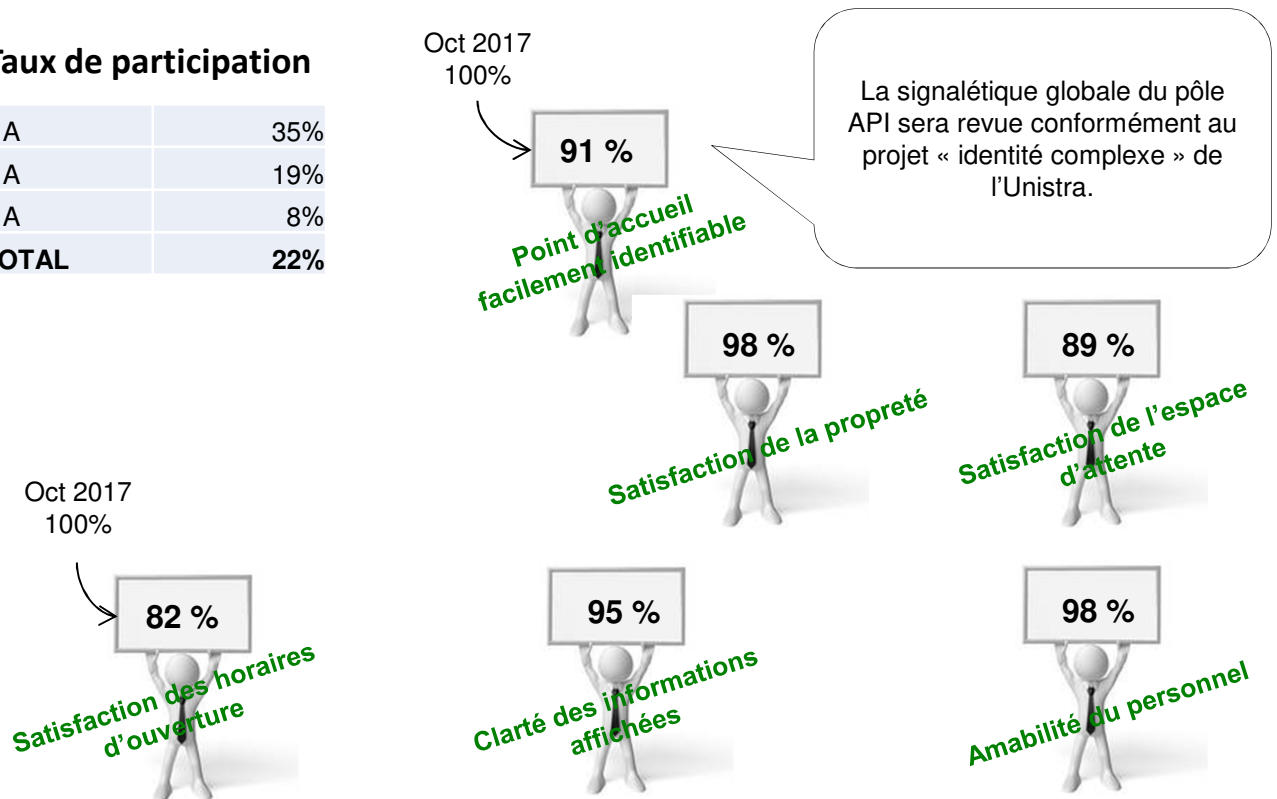 Taux de participation
A 35%
A 19%
A 8%
OTAL 22%
Oct 2017
100%
91 %
Point d'accueil
facilement identifiable
La signalétique globale du pôle
API sera revue conformément au
projet « identité complexe » de
l'Unistra.
98 %
Satisfaction de la propreté
89 %
Satisfaction de l'espace
d'attente
Oct 2017
100%
82 %
Satisfaction des horaires
d'ouverture
95 %
Clarté des informations
affichées
98 %
Amabilité du personnel